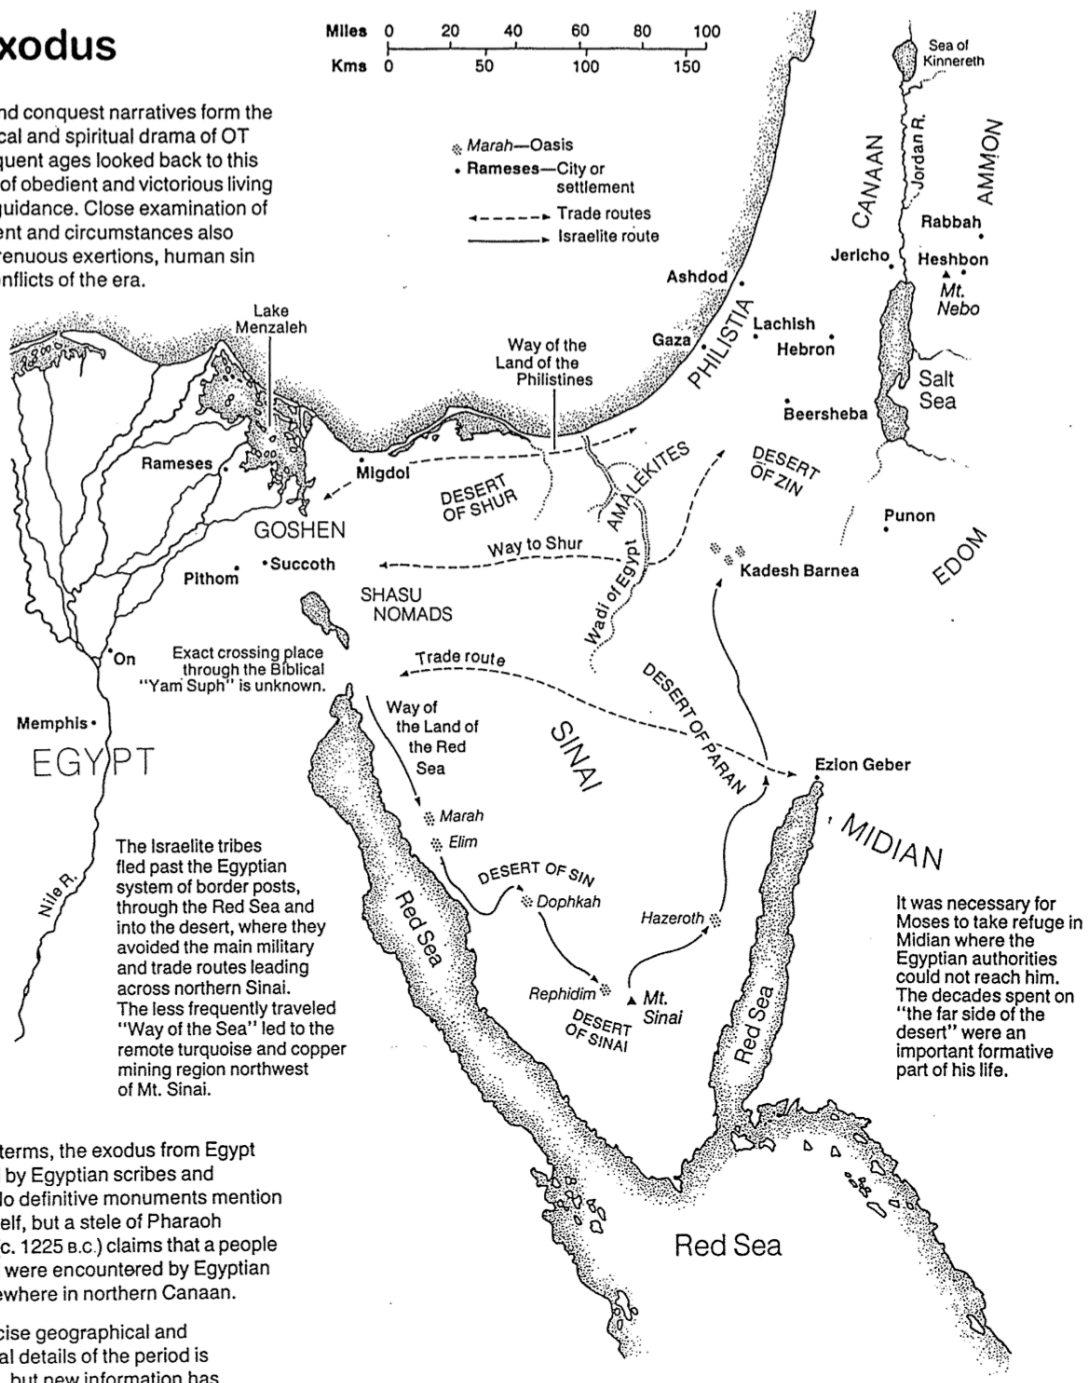 xodus
nd conquest narratives form the
cal and spiritual drama of OT
quent ages looked back to this
of obedient and victorious living
guidance. Close examination of
ent and circumstances also
renuous exertions, human sin
onflicts of the era.
Miles 0 20 40 60 80 100
Kms 0 50 100 150
Marah—Oasis
Rameses—City or
settlement
Trade routes
Israelite route
Sea of
Kinnereth
CANAAN
Jordan R.
AMMON
Rabbah
Jericho
Heshbon
Mt.
Nebo
Ashdod
PHILISTIA
Lachish
Gaza
Hebron
Salt
Sea
Beersheba
Lake
Menzaleh
Way of the
Land of the
Philistines
Rameses
Migdol
DESERT
OF SHUR
AMALEKITES
DESERT
OF ZIN
GOSHEN
Punon
Way to Shur
Succoth
Pithom
Kadesh Barnea
EDOM
SHASU
NOMADS
Wadi of Egypt
On
Exact crossing place
through the Biblical
"Yam Suph" is unknown.
Trade route
Memphis
EGYPT
Way of
the Land of
the Red
Sea
SINAI
DESERT OF PARAN
Ezion Geber
MIDIAN
Marah
Elim
The Israelite tribes
fled past the Egyptian
system of border posts,
through the Red Sea and
into the desert, where they
avoided the main military
and trade routes leading
across northern Sinai.
The less frequently traveled
"Way of the Sea" led to the
remote turquoise and copper
mining region northwest
of Mt. Sinai.
Nile R.
DESERT OF SIN
Dophkah
Red Sea
Hazeroth
Rephidim
Mt.
Sinai
DESERT
OF SINAI
Red Sea
It was necessary for
Moses to take refuge in
Midian where the
Egyptian authorities
could not reach him.
The decades spent on
"the far side of the
desert" were an
important formative
part of his life.
terms, the exodus from Egypt
by Egyptian scribes and
No definitive monuments mention
elf, but a stele of Pharaoh
(c. 1225 B.C.) claims that a people
were encountered by Egyptian
ewhere in northern Canaan.
Red Sea
cise geographical and
al details of the period is
but new information has